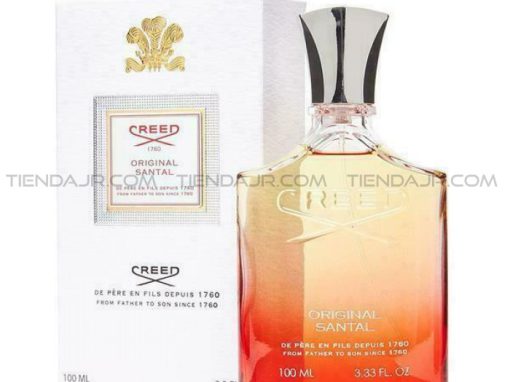 CREED
1760
ORIGINAL
SANTAL
DE PÈRE EN FILS DEPUIS 1760
FROM FATHER TO SON SINCE 1760
CREED
DE PÈRE EN FILS DEPUIS 1760
FROM FATHER TO SON SINCE 1760
100 ML
CREED
ORIGINAL
SANTAL
DE PÈRE EN FILS DEPUIS 1760
FROM FATHER TO SON SINCE 1760
100 ML 3.33 FL. OZ
TIENDAJR.COM TIENDAJR.COM TIENDAJR.COM TIENDAJR.COM